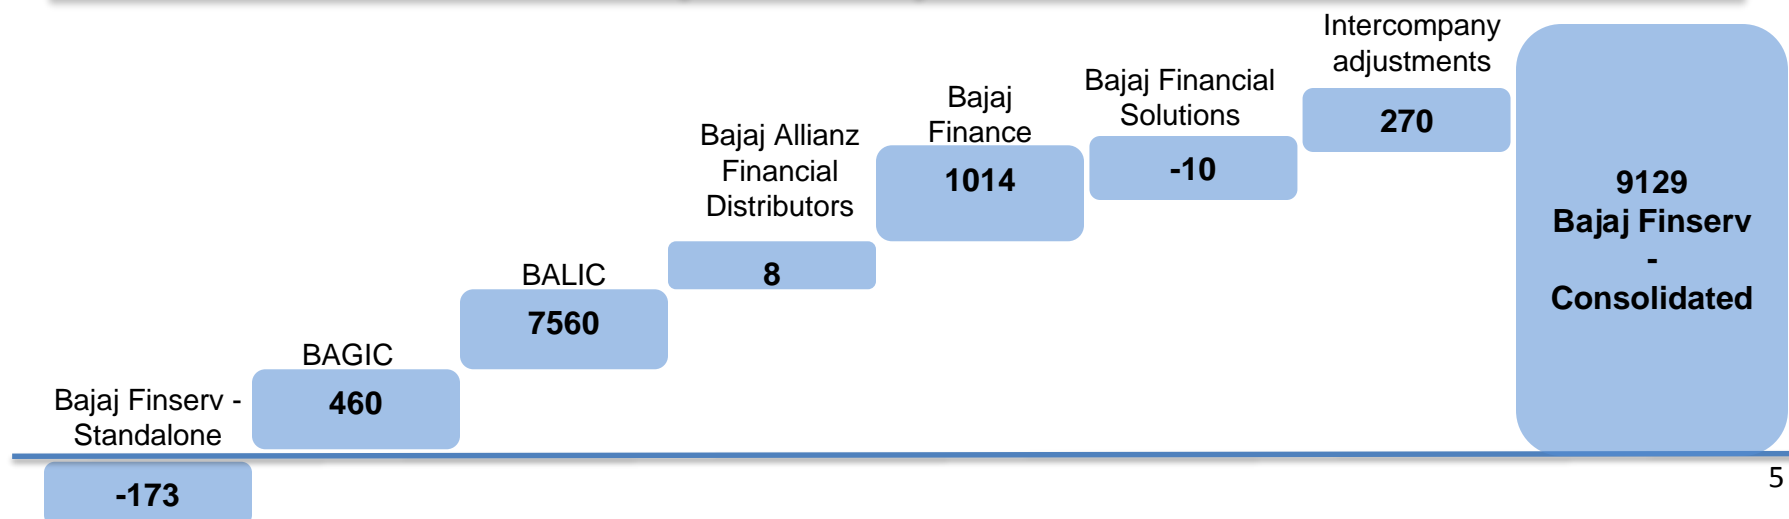 Bajaj Finserv -
Standalone
-173
BAGIC
460
BALIC
7560
Bajaj Allianz
Financial
Distributors
8
Bajaj
Finance
1014
Bajaj Financial
Solutions
-10
Intercompany
adjustments
270
9129
Bajaj Finserv
-
Consolidated
5